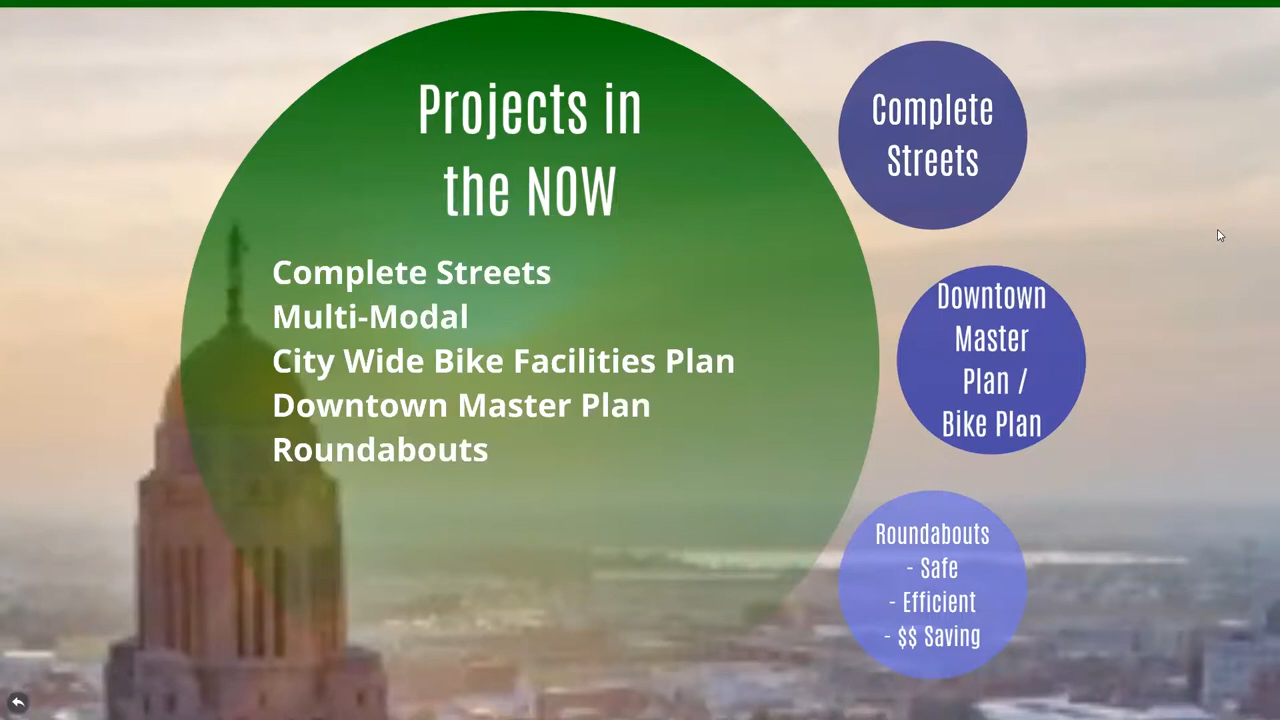 Projects in
the NOW
Complete Streets
Multi-Modal
City Wide Bike Facilities Plan
Downtown Master Plan
Roundabouts
Complete
Streets
Downtown
Master
Plan /
Bike Plan
Roundabouts
- Safe
- Efficient
- $$ Saving